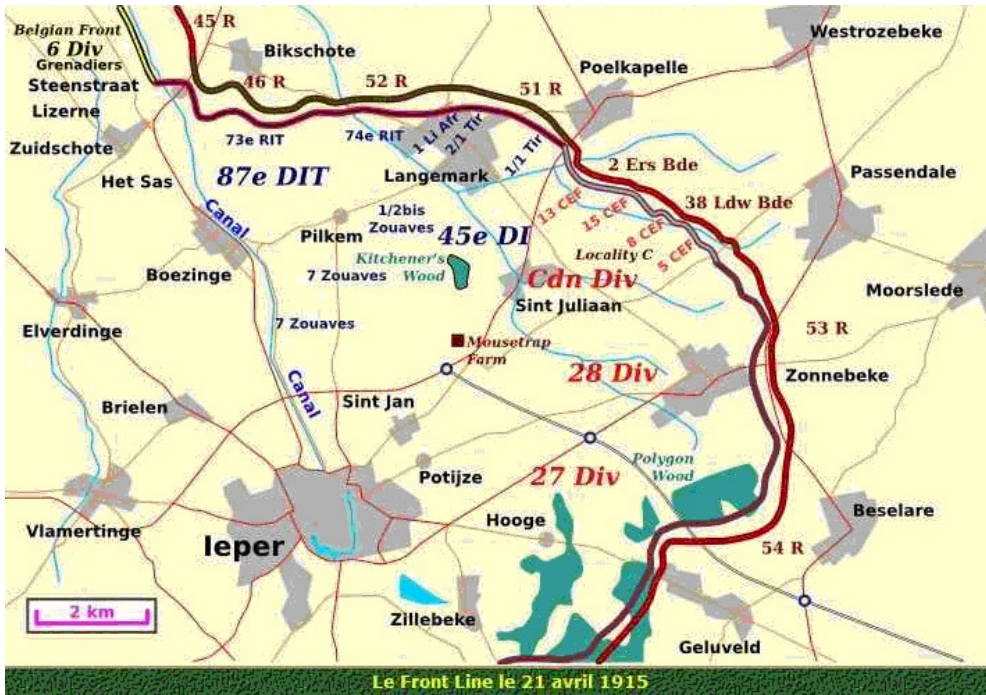 45 R
Belgian Front
6 Div
Grenadiers
Steenstraat
Lizerne
Zuidschote
Het Sas
Bikschote
46 R
52 R
51 R
Poelkapelle
Westrozebeke
73e RIT
74e RIT
1 Li Afr
2/1 Tir
1/1 Tir
87e DIT
Langemark
2 Ers Bde
Passendale
38 Ldw Bde
13 CEF
15 CEF
8 CEF
5 CEF
Canal
1/2bis
Zouaves
45e DI
Pilkem
Locality C
Kitchener's
Wood
Boezinge
7 Zouaves
Cdn Div
Sint Juliaan
Moorslede
Elverdinge
7 Zouaves
Mousetrap
Farm
53 R
28 Div
Zonnebeke
Canal
Brielen
Sint Jan
Polygon
Wood
Potijze
27 Div
Vlamertinge
Hooge
Beselare
Ieper
54 R
2 km
Zillebeke
Geluveld
Le Front Line le 21 avril 1915